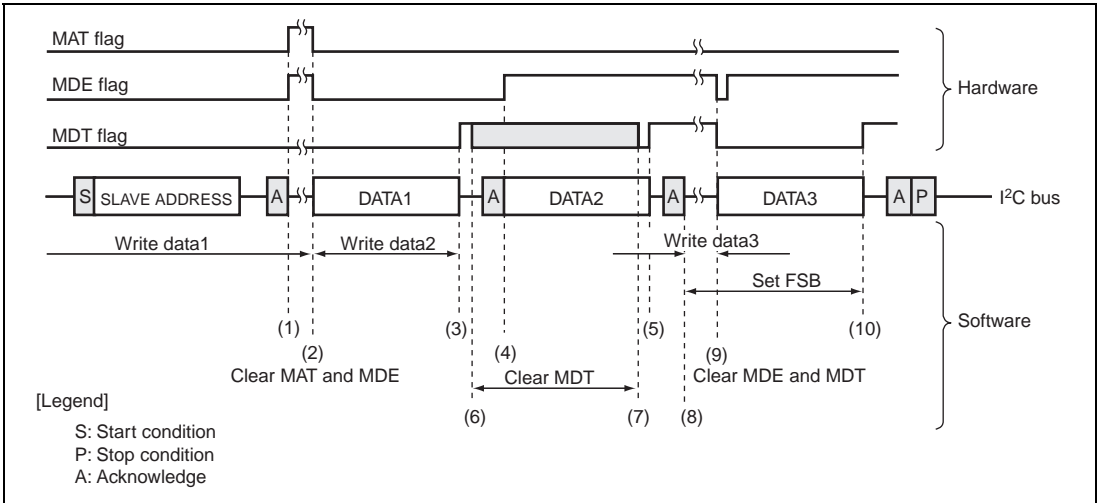 MAT flag
MDE flag
MDT flag
Hardware
S SLAVE ADDRESS A DATA1 A DATA2 A DATA3 A P I²C bus
Write data1 Write data2 Write data3
Set FSB
(1) (3) (5) (10)
Software
(2) (4) (9)
Clear MAT and MDE Clear MDT Clear MDE and MDT
[Legend] (6) (7) (8)
S: Start condition
P: Stop condition
A: Acknowledge